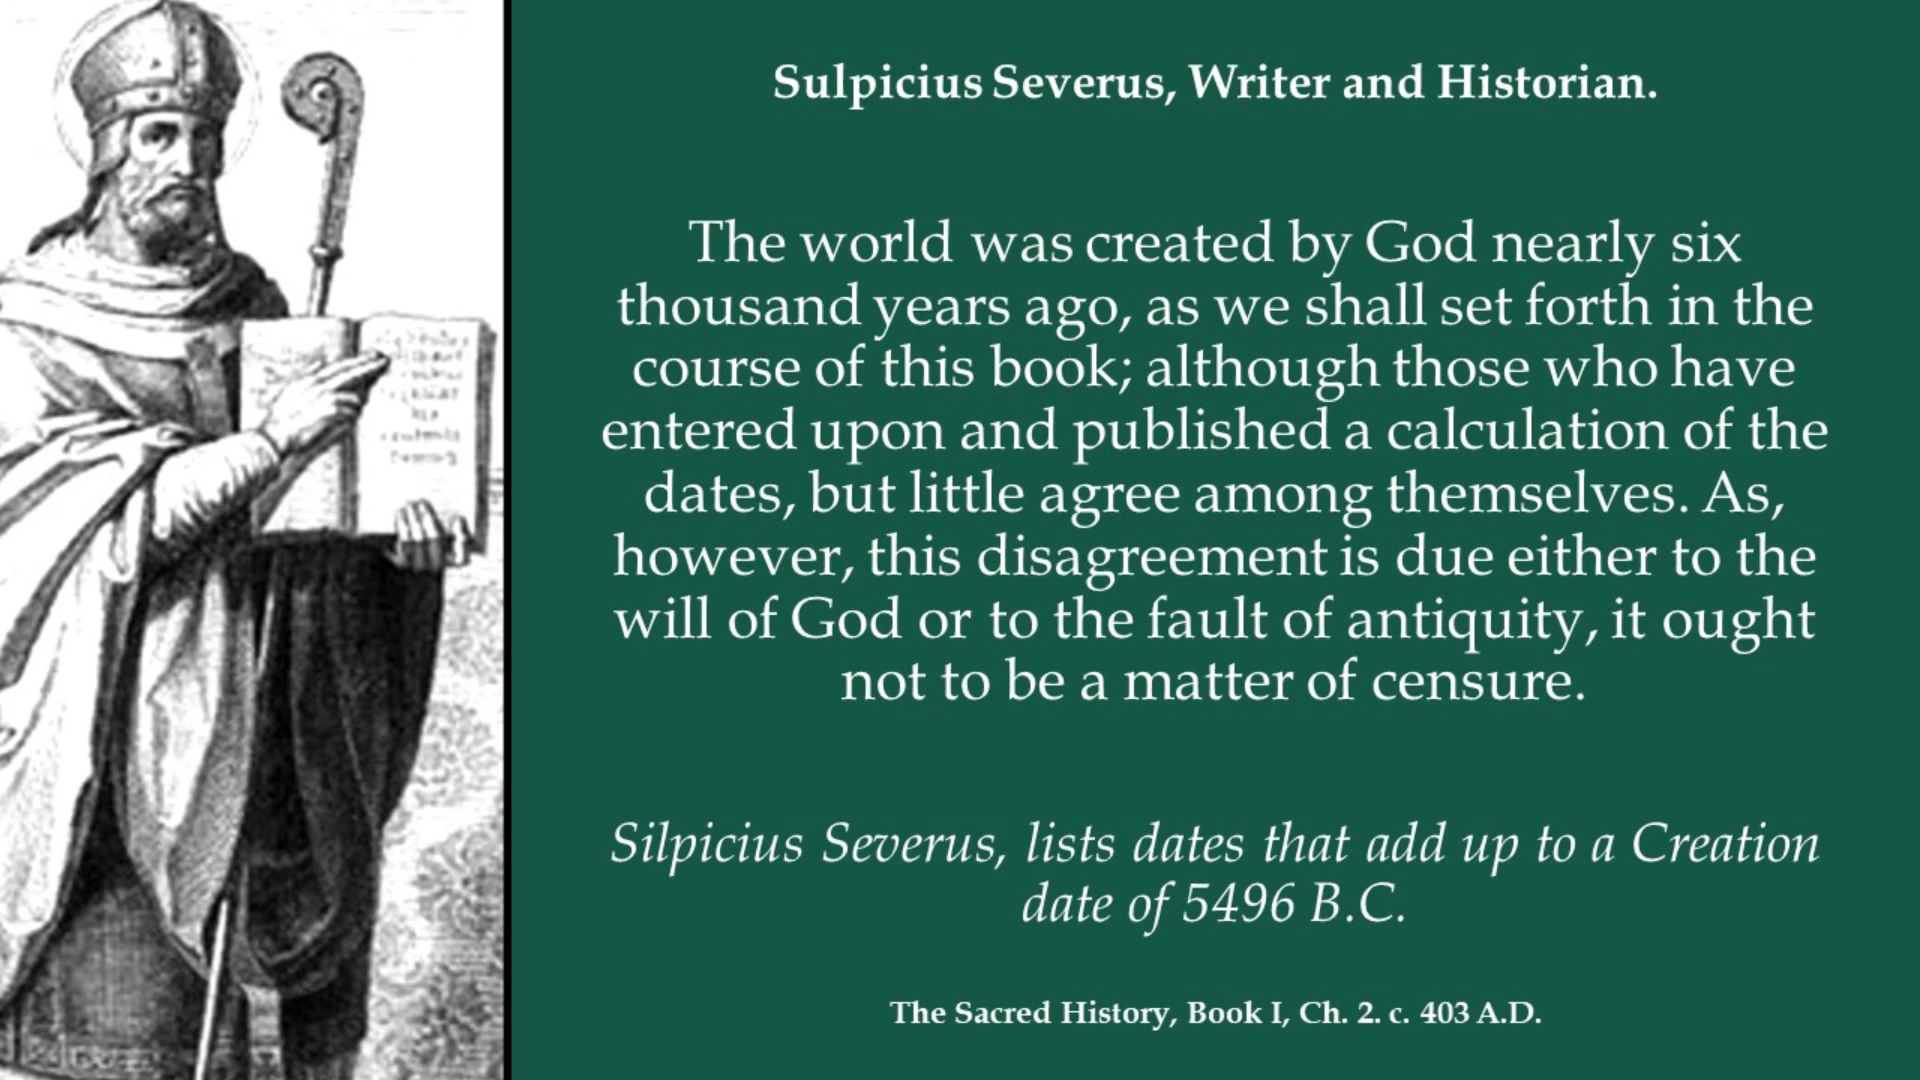 Sulpicius Severus, Writer and Historian.
The world was created by God nearly six
thousand years ago, as we shall set forth in the
course of this book; although those who have
entered upon and published a calculation of the
dates, but little agree among themselves. As,
however, this disagreement is due either to the
will of God or to the fault of antiquity, it ought
not to be a matter of censure.
Silpicius Severus, lists dates that add up to a Creation
date of 5496 B.C.
The Sacred History, Book I, Ch. 2. c. 403 A.D.